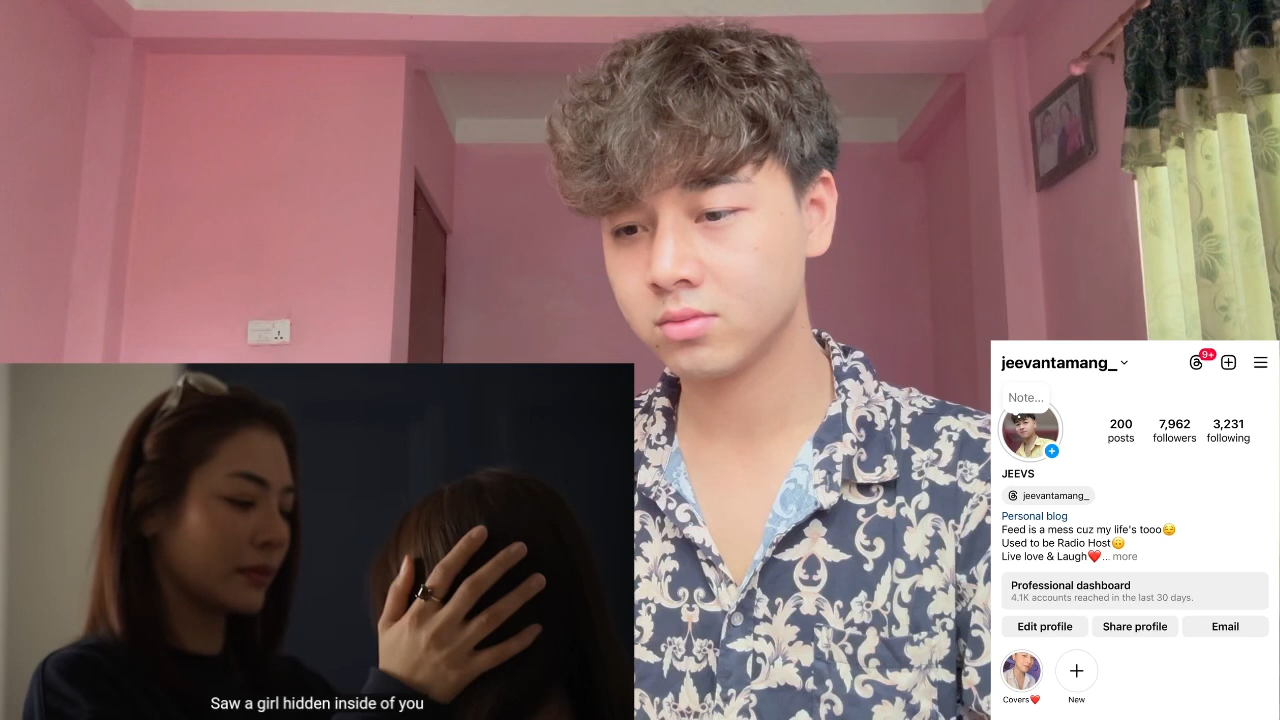 Saw a girl hidden inside of you
jeevantamang_
9+
Note...
200 7,962 3,231
posts followers following
JEEVS
jeevantamang_
Personal blog
Feed is a mess cuz my life's tooo😌
Used to be Radio Host🙂
Live love & Laugh❤️... more
Professional dashboard
4.1K accounts reached in the last 30 days.
Edit profile Share profile Email
Covers❤️ New